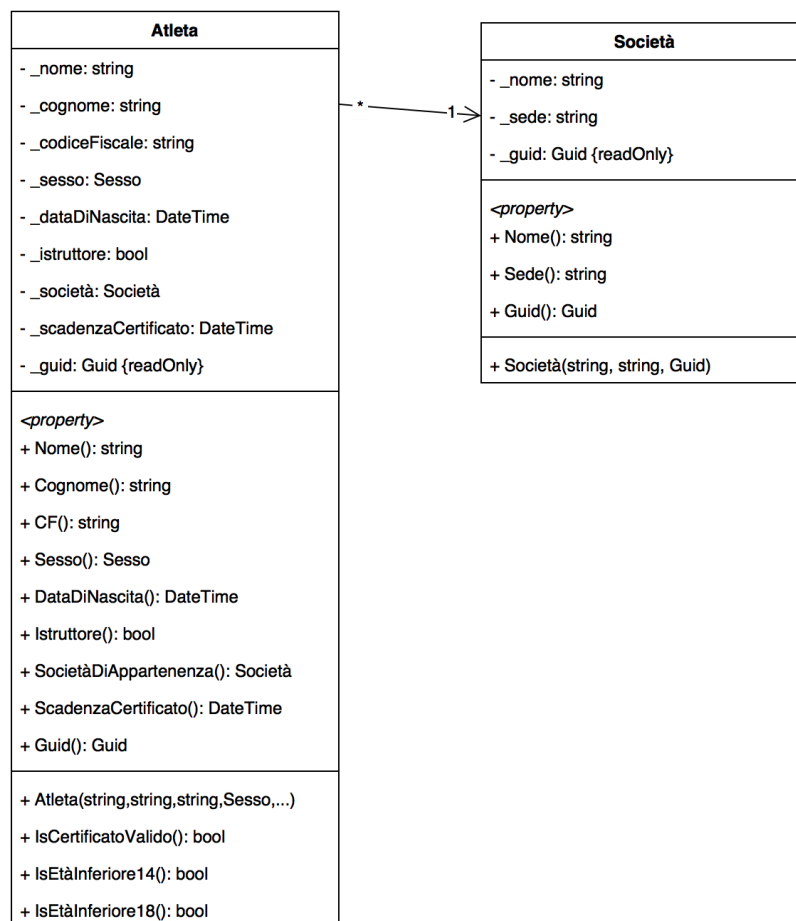 Atleta
- _nome: string
- _cognome: string
- _codiceFiscale: string
- _sesso: Sesso
- _dataDiNascita: DateTime
- _istruttore: bool
- _società: Società
- _scadenzaCertificato: DateTime
- _guid: Guid {readOnly}
<property>
+ Nome(): string
+ Cognome(): string
+ CF(): string
+ Sesso(): Sesso
+ DataDiNascita(): DateTime
+ Istruttore(): bool
+ SocietàDiAppartenenza(): Società
+ ScadenzaCertificato(): DateTime
+ Guid(): Guid
+ Atleta(string,string,string,Sesso,...)
+ IsCertificatoValido(): bool
+ IsEtàInferiore14(): bool
+ IsEtàInferiore18(): bool
* 1
Società
- _nome: string
- _sede: string
- _guid: Guid {readOnly}
<property>
+ Nome(): string
+ Sede(): string
+ Guid(): Guid
+ Società(string, string, Guid)